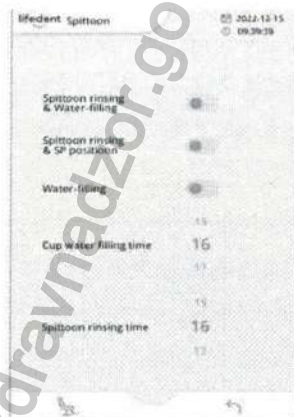 lifedent Spittoon
2022-12-15
09:39:39
Spittoon rinsing
& Water-filling
Spittoon rinsing
& SP position
Water-filling
15
Cup water filling time
16
17
15
Spittoon rinsing time
16
17
ravnadzor.go